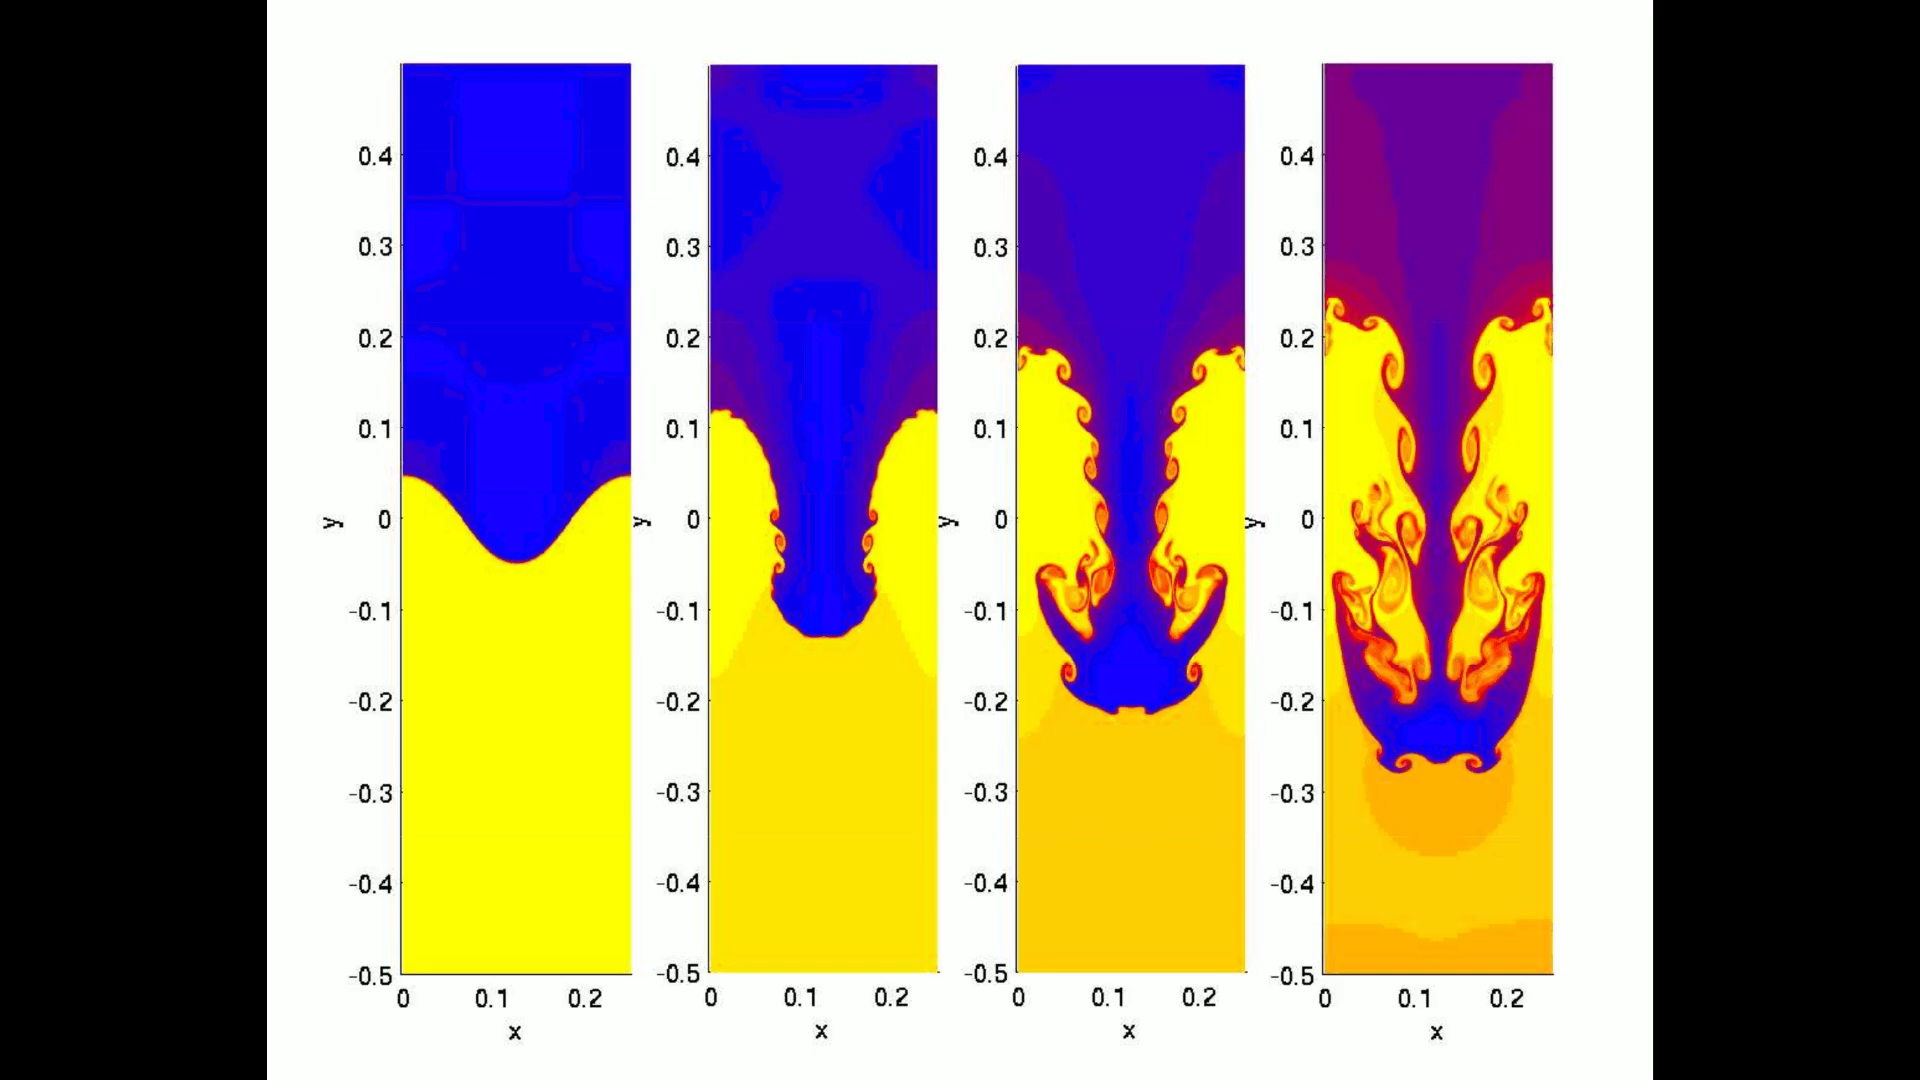 0.4 0.4 0.4 0.4
0.3 0.3 0.3 0.3
0.2 0.2 0.2 0.2
0.1 0.1 0.1 0.1
y 0 y 0 y 0 y 0
-0.1 -0.1 -0.1 -0.1
-0.2 -0.2 -0.2 -0.2
-0.3 -0.3 -0.3 -0.3
-0.4 -0.4 -0.4 -0.4
-0.5 -0.5 -0.5 -0.5
0 0.1 0.2 0 0.1 0.2 0 0.1 0.2 0 0.1 0.2
x x x x